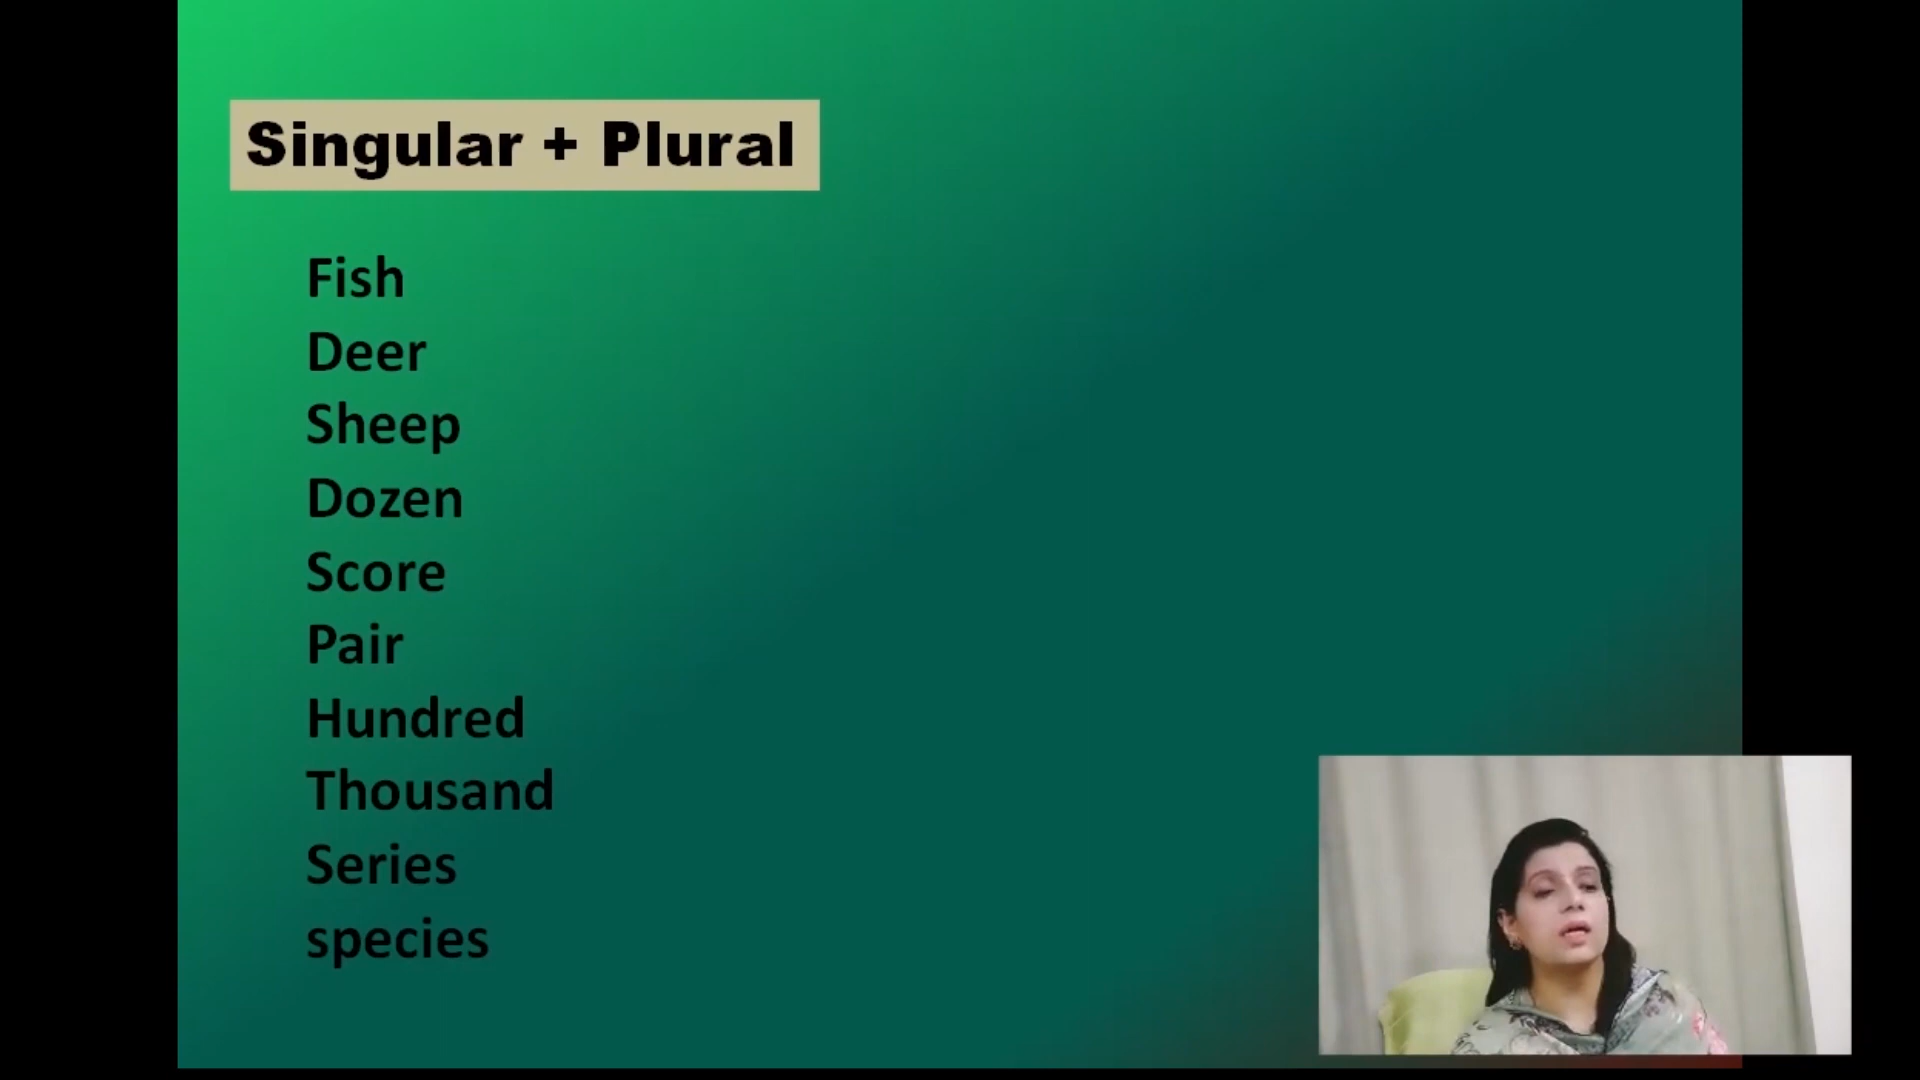 Singular + Plural
Fish
Deer
Sheep
Dozen
Score
Pair
Hundred
Thousand
Series
species